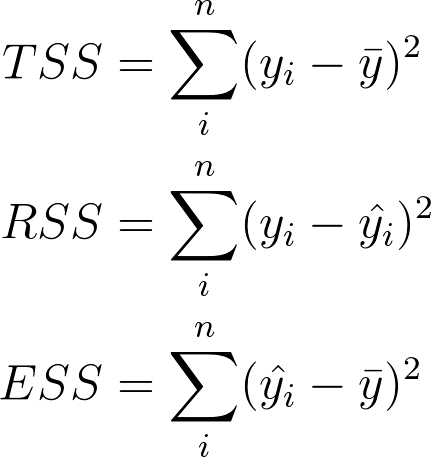 $TSS = \sum_{i}^{n} (y_i - \bar{y})^2$
$RSS = \sum_{i}^{n} (y_i - \hat{y_i})^2$
$ESS = \sum_{i}^{n} (\hat{y_i} - \bar{y})^2$